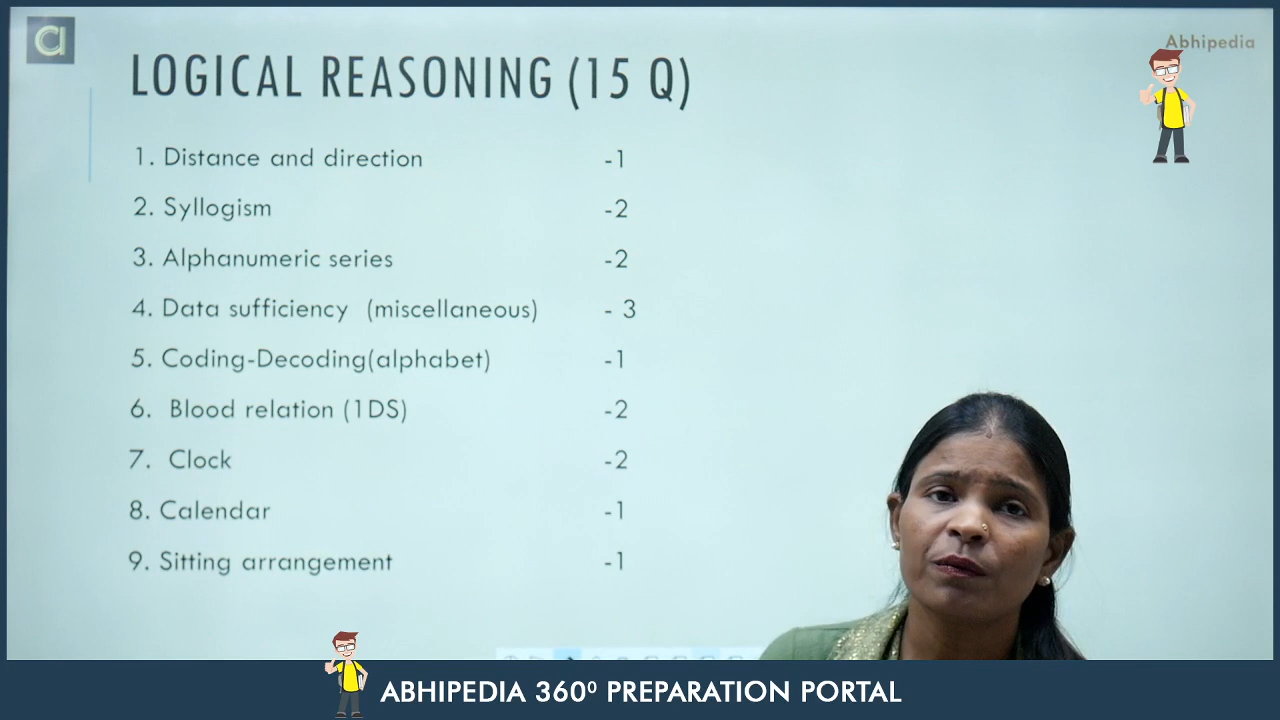 a
Abhipedia
LOGICAL REASONING (15 Q)
1. Distance and direction -1
2. Syllogism -2
3. Alphanumeric series -2
4. Data sufficiency (miscellaneous) - 3
5. Coding-Decoding(alphabet) -1
6. Blood relation (1DS) -2
7. Clock -2
8. Calendar -1
9. Sitting arrangement -1
ABHIPEDIA 360⁰ PREPARATION PORTAL